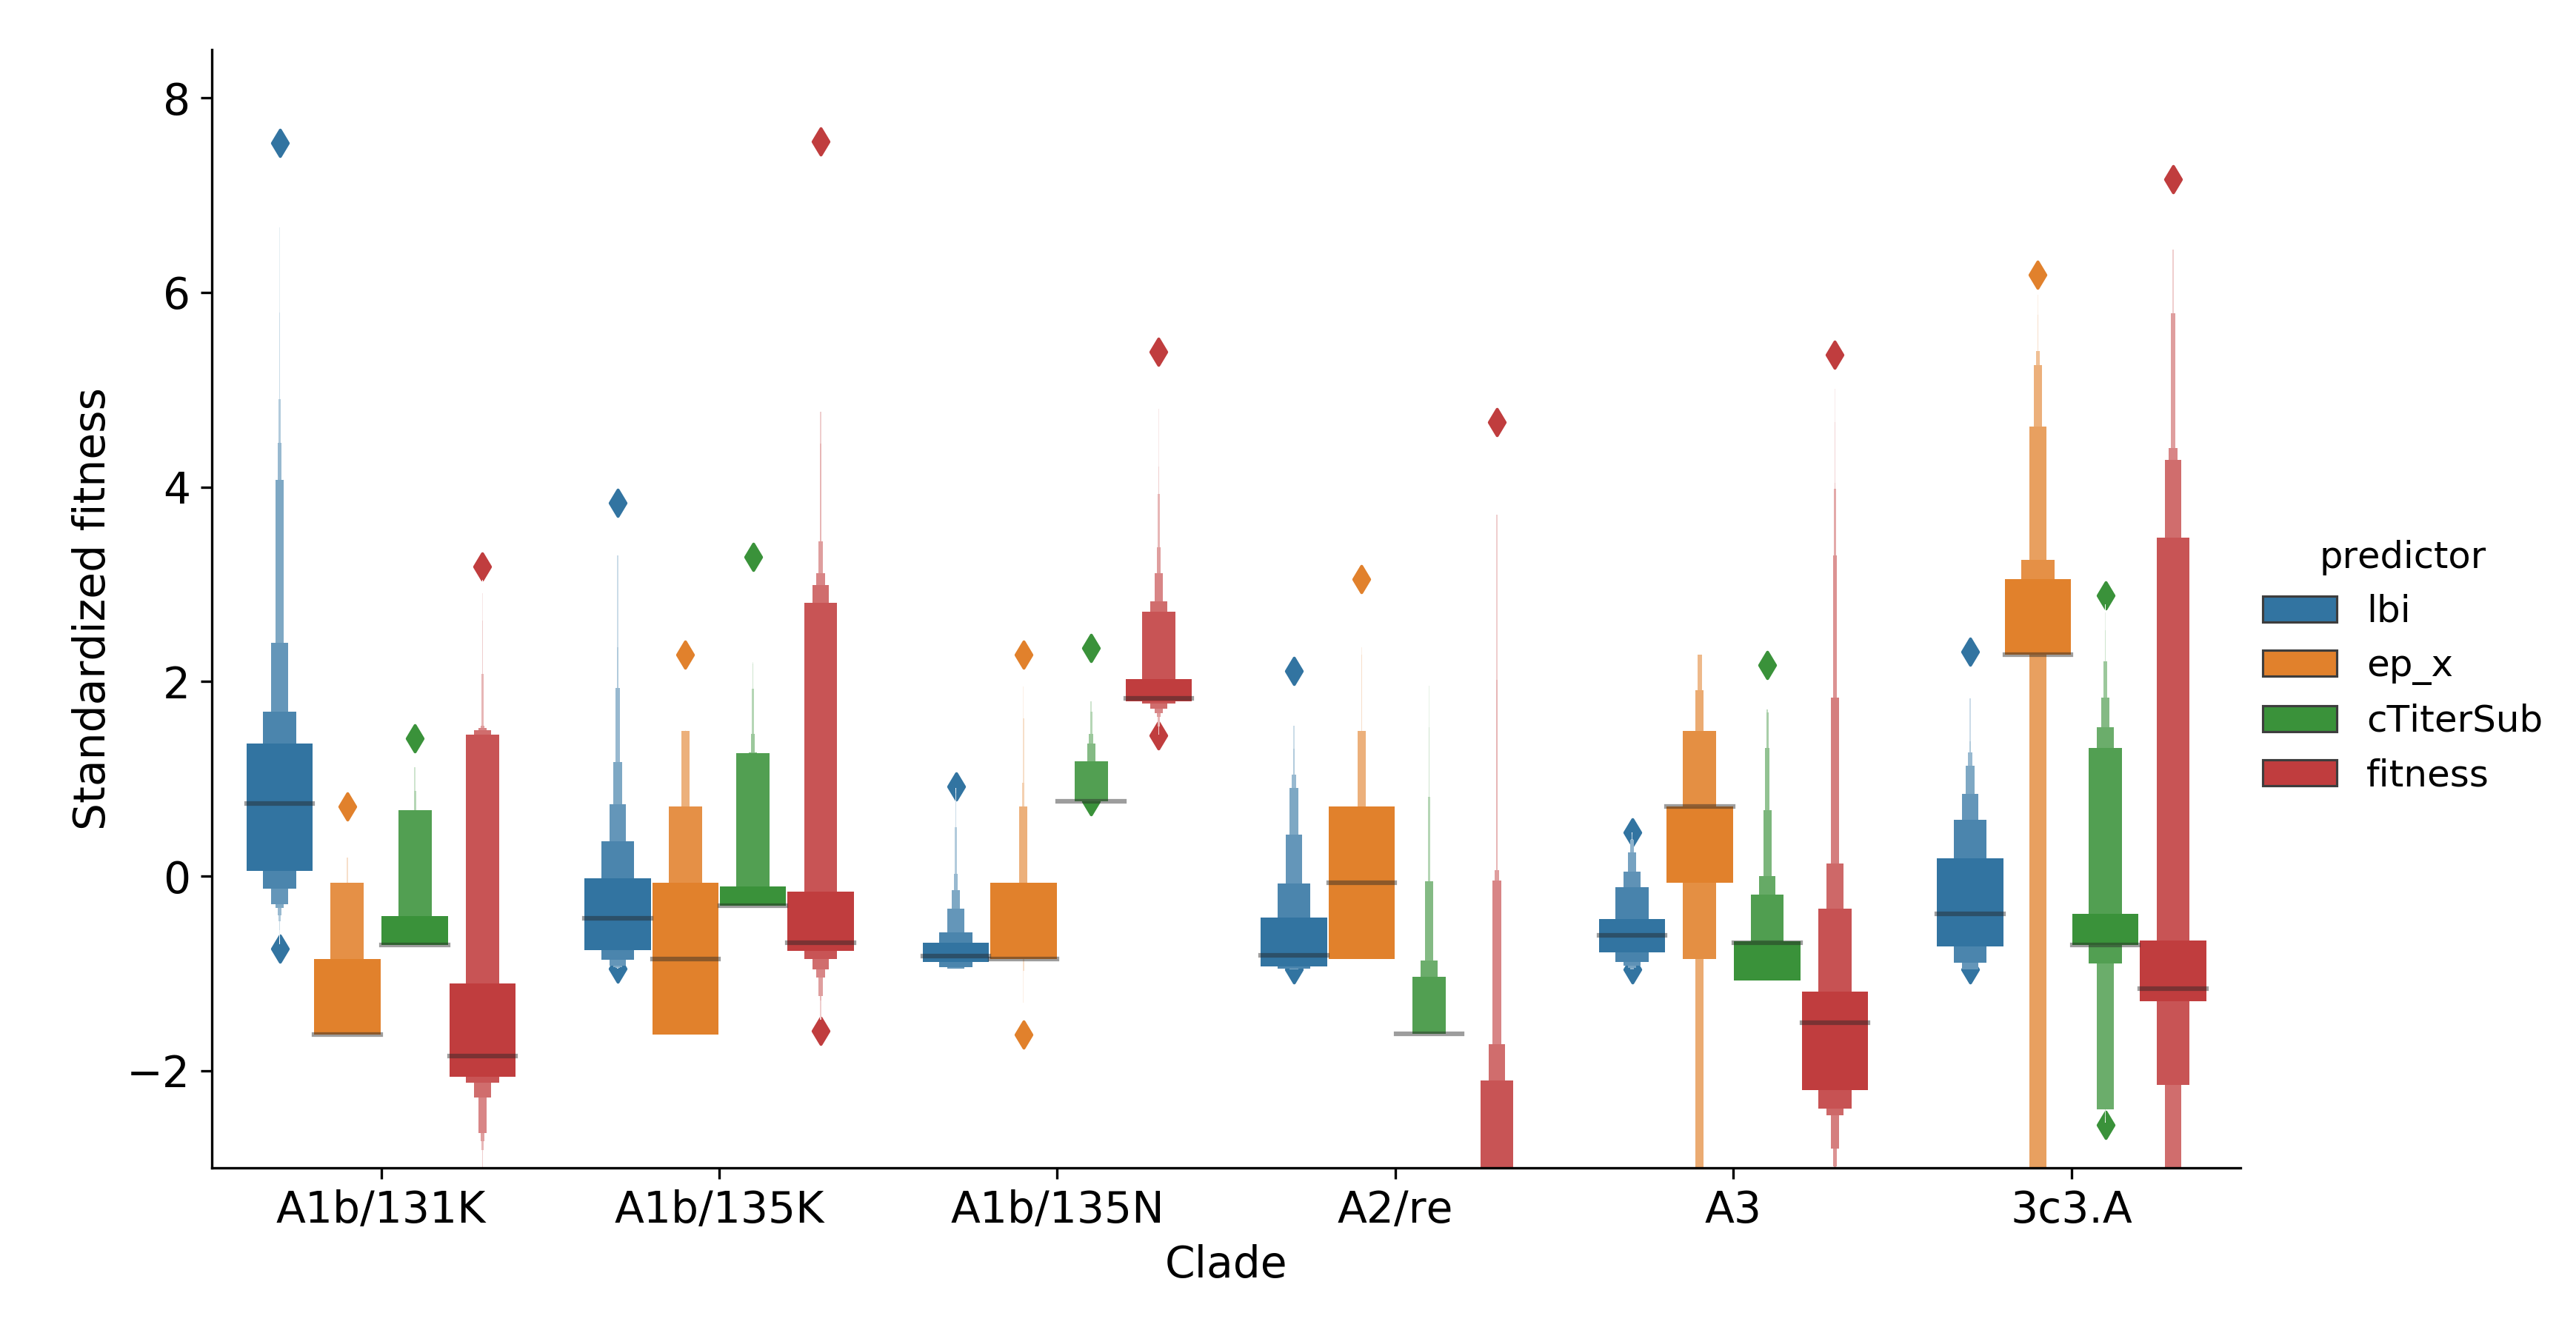 Standardized fitness
8
6
4
2
0
−2
A1b/131K
A1b/135K
A1b/135N
A2/re
A3
3c3.A
Clade
predictor
lbi
ep_x
cTiterSub
fitness